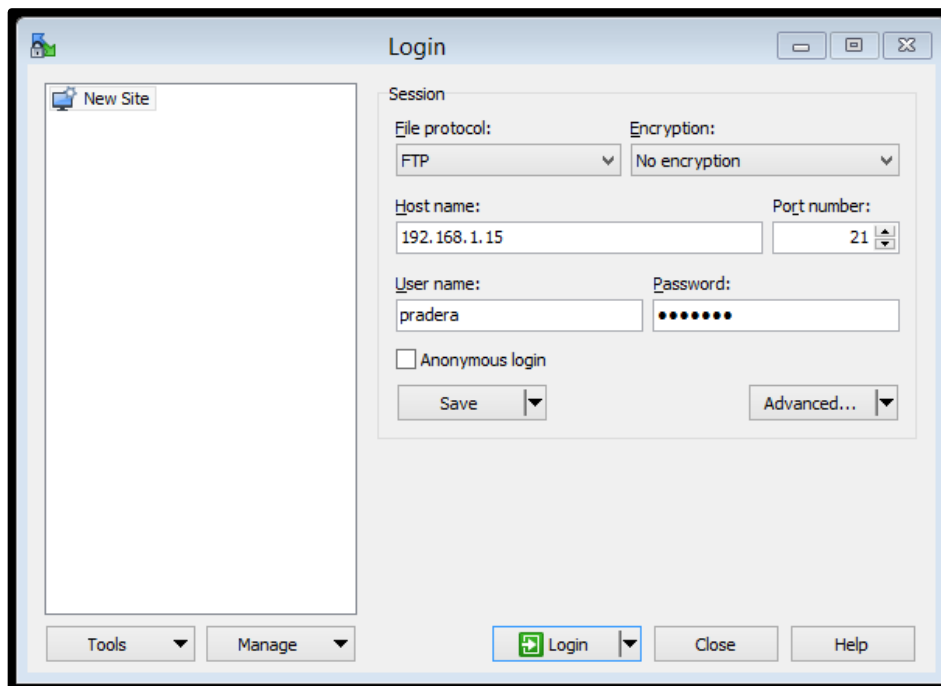 Login
New Site
Session
File protocol: Encryption:
FTP No encryption
Host name: Port number:
192.168.1.15 21
User name: Password:
pradera •••••••
Anonymous login
Save Advanced...
Tools Manage Login Close Help